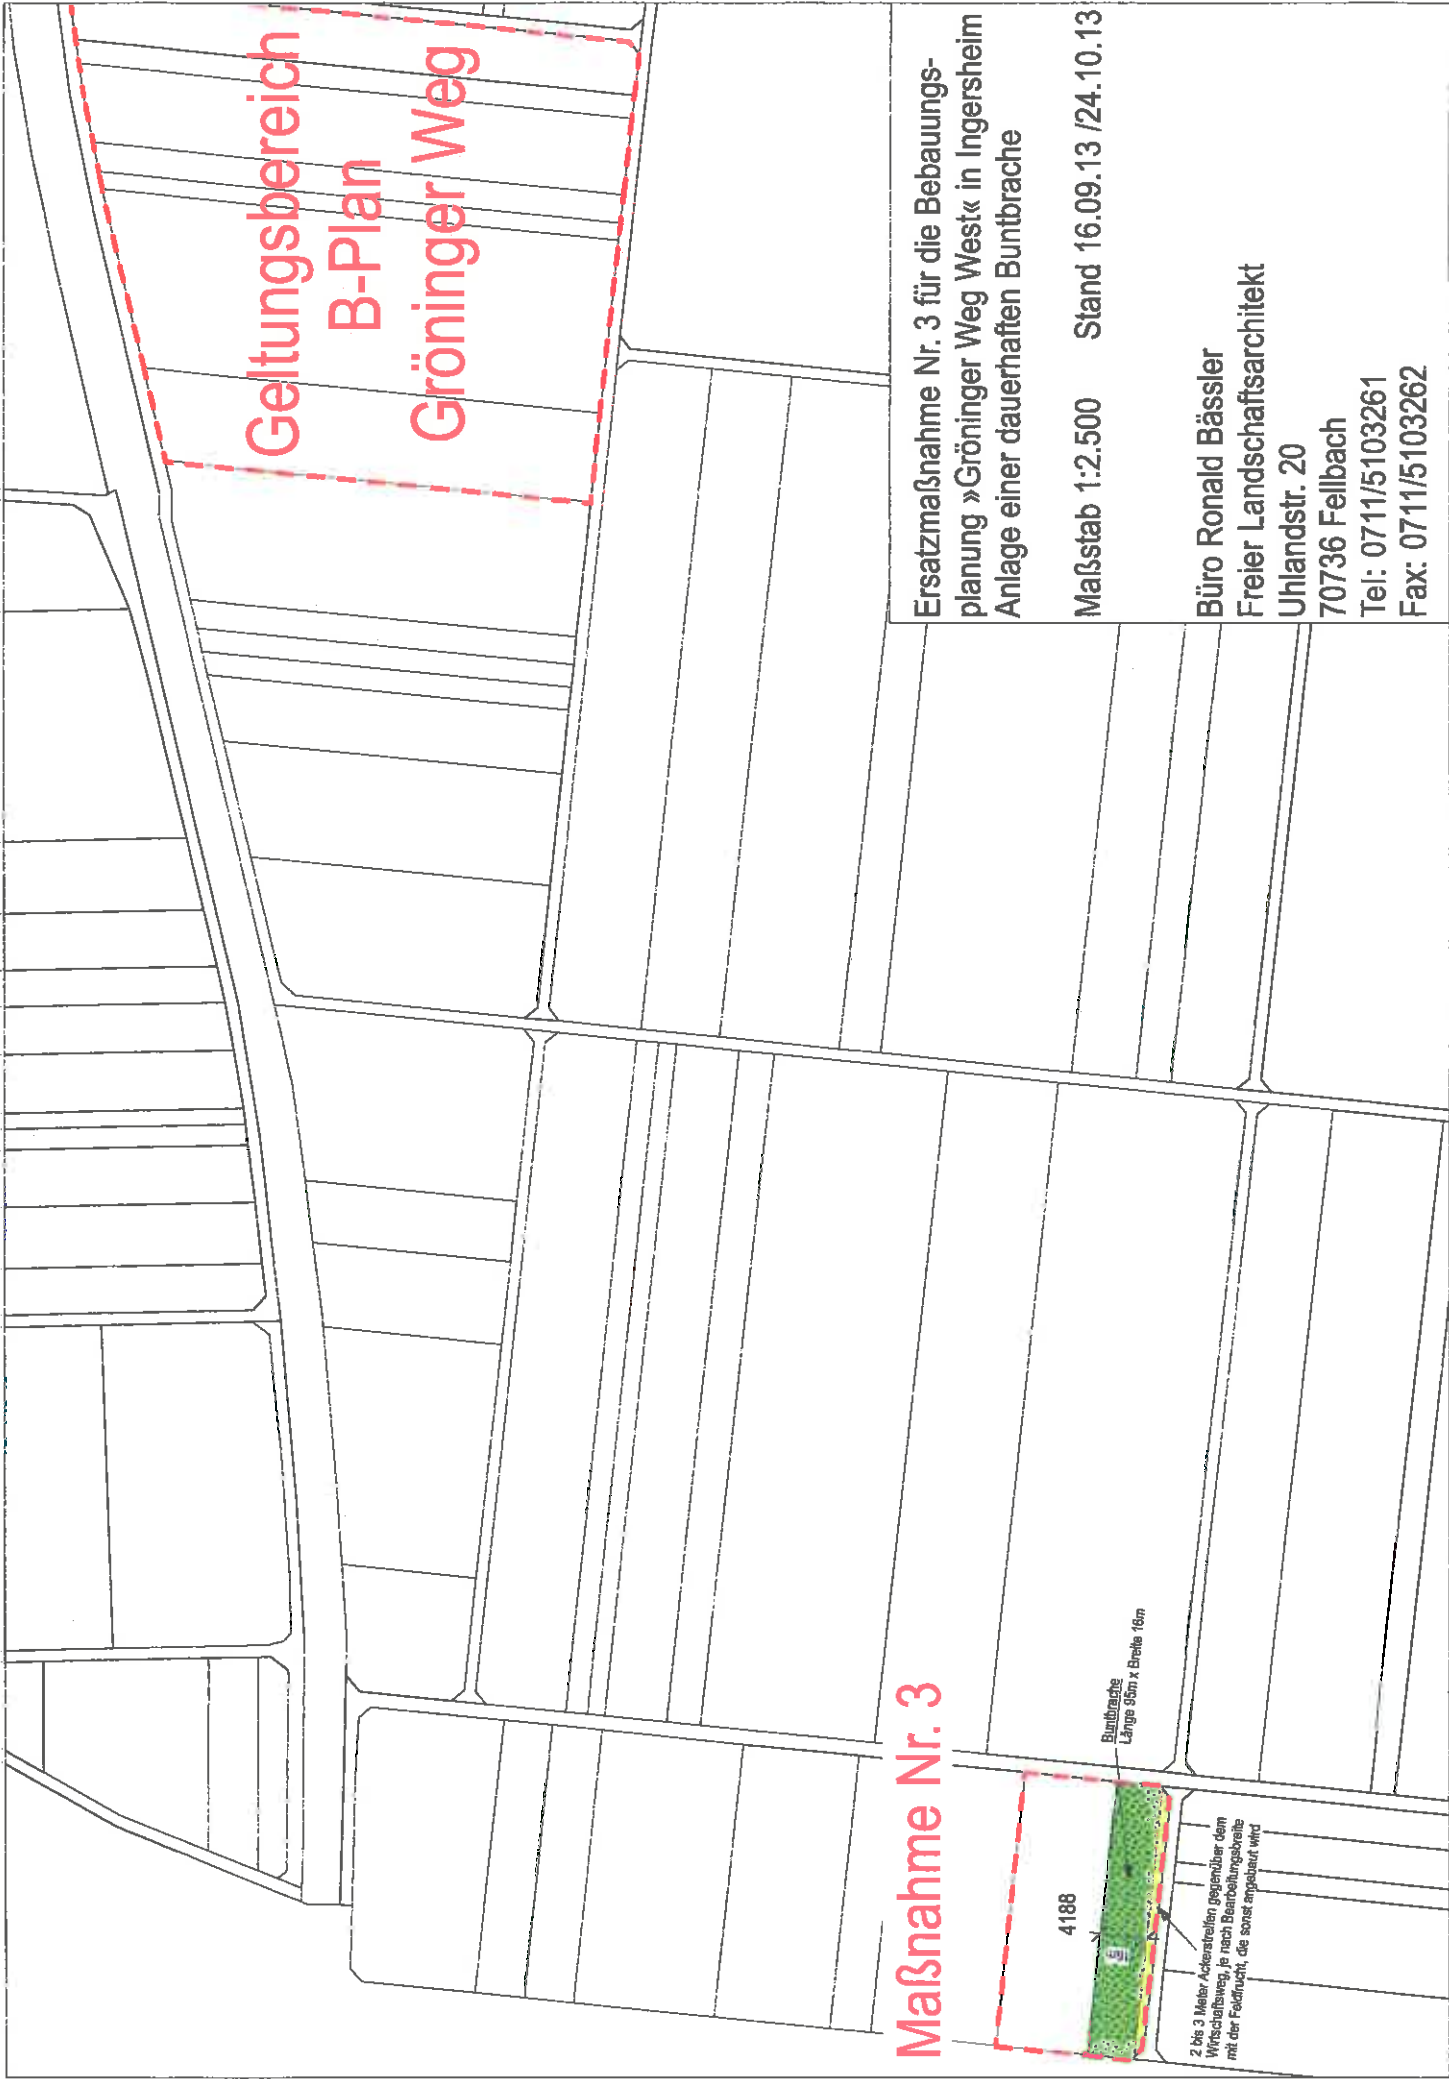 Geltungsbereich
B-Plan
Gröninger Weg
Ersatzmaßnahme Nr. 3 für die Bebauungs-
planung »Gröninger Weg West« in Ingersheim
Anlage einer dauerhaften Buntbrache
Maßstab 1:2.500 Stand 16.09.13 /24.10.13
Büro Ronald Bässler
Freier Landschaftsarchitekt
Uhlandstr. 20
70736 Fellbach
Tel: 0711/5103261
Fax: 0711/5103262
Maßnahme Nr. 3
4188
Buntbrache
Länge 95m x Breite 16m
2 bis 3 Meter Ackerstreifen gegenüber dem
Wirtschaftsweg, je nach Bearbeitungsbreite
mit der Feldfrucht, die sonst angebaut wird